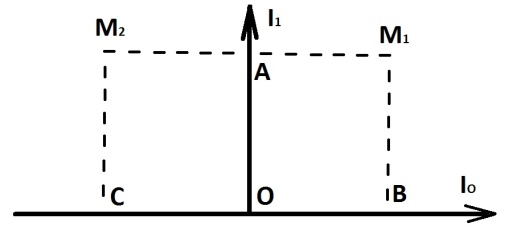 M₂ I₁ M₁
A
C O B I₀